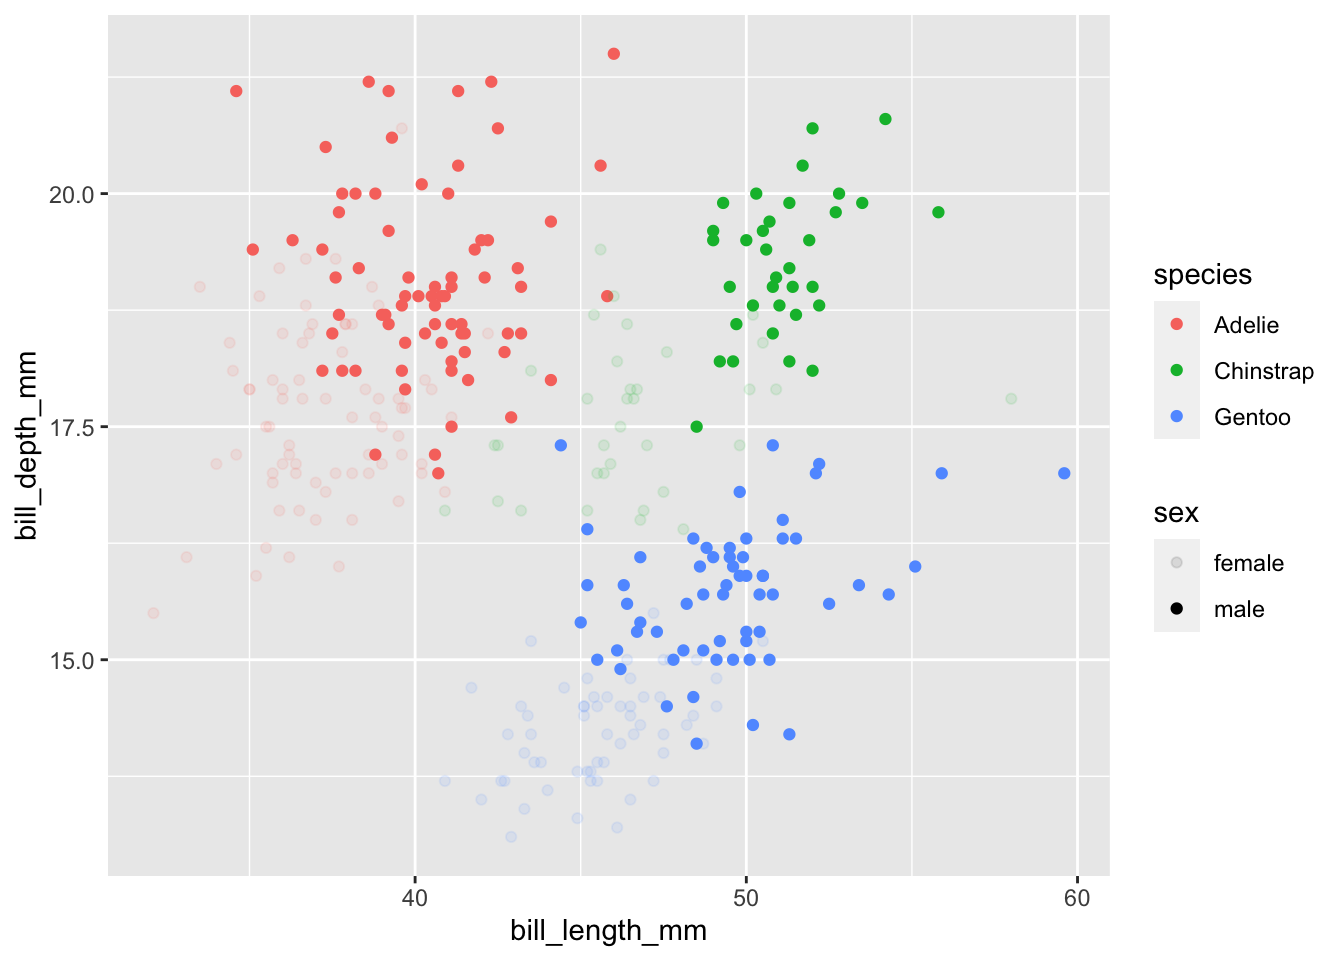 20.0
17.5
15.0
bill_depth_mm
40
50
60
bill_length_mm
species
Adelie
Chinstrap
Gentoo
sex
female
male